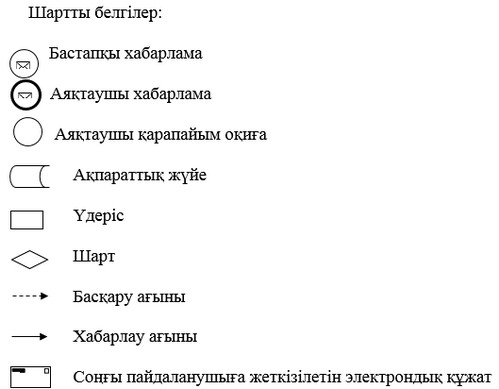 Шартты белгілер:
Бастапқы хабарлама
Аяқтаушы хабарлама
Аяқтаушы қарапайым оқиға
Ақпараттық жүйе
Үдеріс
Шарт
Басқару ағыны
Хабарлау ағыны
Соңғы пайдаланушыға жеткізілетін электрондық құжат